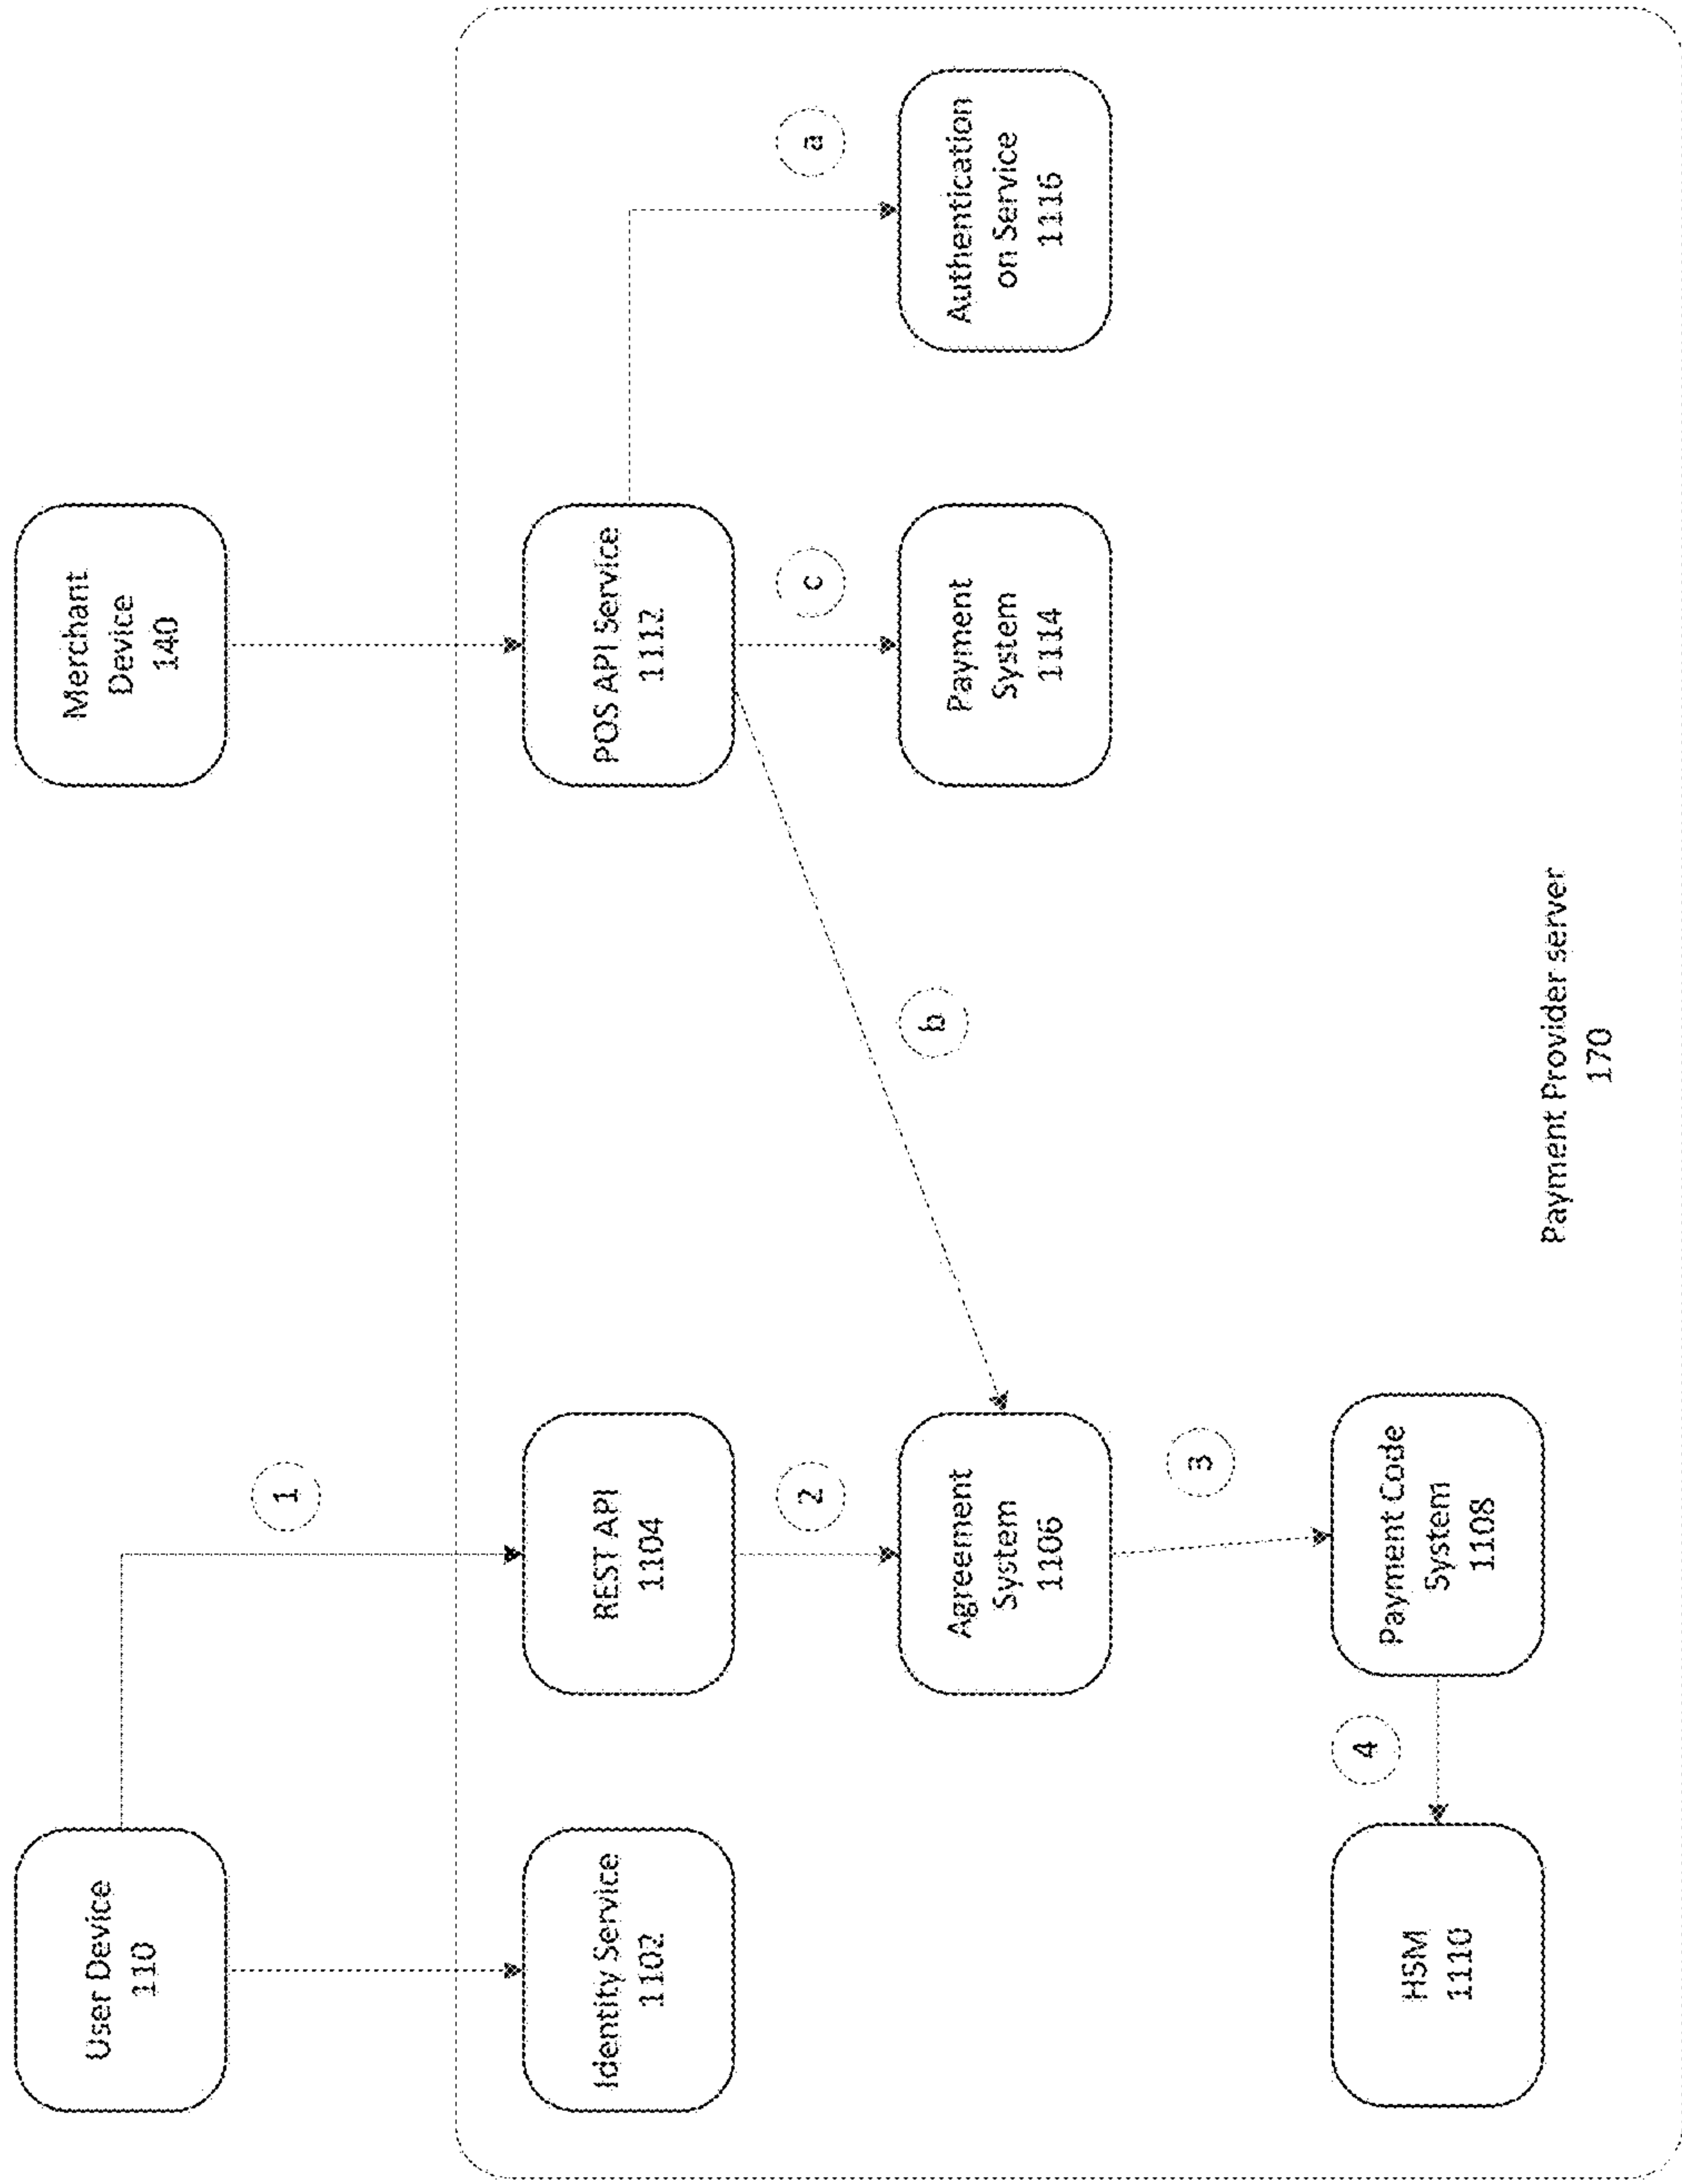 User Device
110
Merchant
Device
140
1
Identity Service
1102
REST API
1104
POS API Service
1112
2
c
a
Agreement
System
1106
b
Payment
System
1114
Authentication
on Service
1116
3
4
HSM
1110
Payment Code
System
1108
Payment Provider server
170